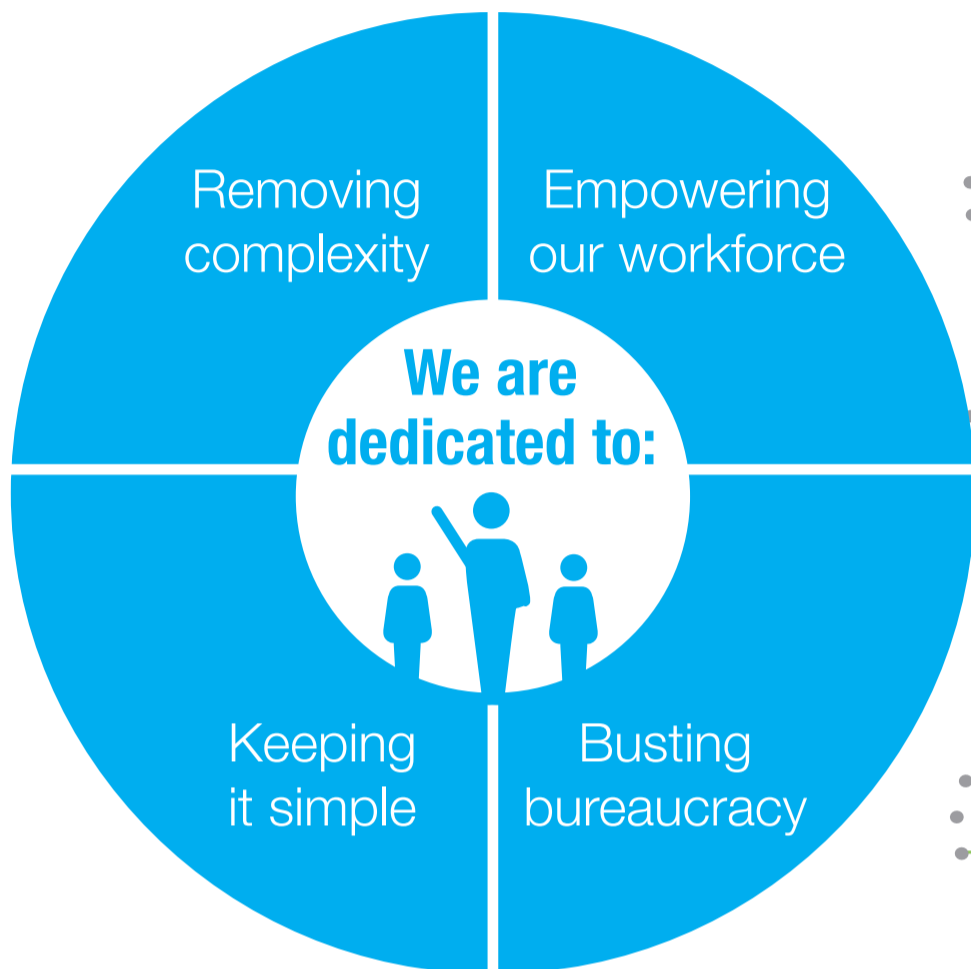 Removing
complexity
Empowering
our workforce
We are
dedicated to:
Keeping
it simple
Busting
bureaucracy